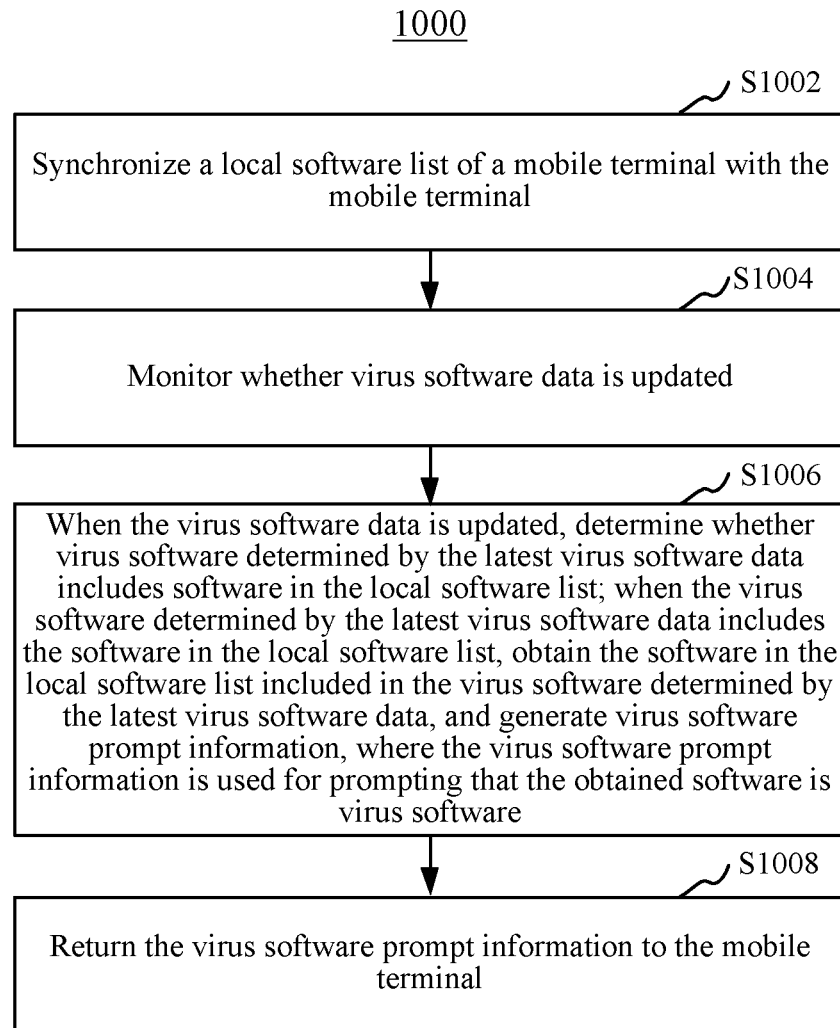 1000
S1002
Synchronize a local software list of a mobile terminal with the
mobile terminal
S1004
Monitor whether virus software data is updated
S1006
When the virus software data is updated, determine whether
virus software determined by the latest virus software data
includes software in the local software list; when the virus
software determined by the latest virus software data includes
the software in the local software list, obtain the software in the
local software list included in the virus software determined by
the latest virus software data, and generate virus software
prompt information, where the virus software prompt
information is used for prompting that the obtained software is
virus software
S1008
Return the virus software prompt information to the mobile
terminal